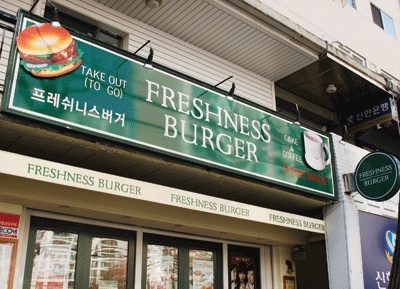 TAKE OUT
(TO GO)
프레쉬니스버거
FRESHNESS
BURGER
CAKE
&
COFFEE
신한은행
FRESHNESS BURGER
FRESHNESS BURGER
FRESHNESS BURGER
FRESHNESS
BURGER